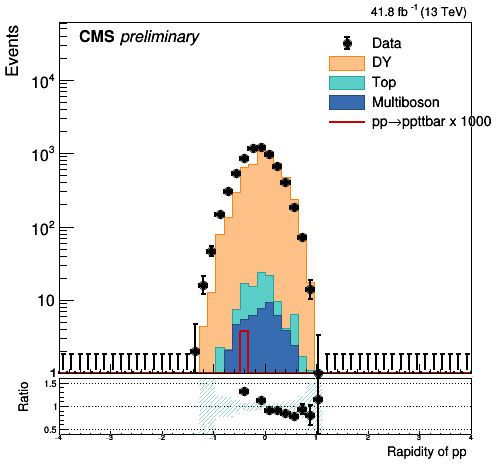 41.8 fb⁻¹ (13 TeV)
CMS preliminary
Events
Data
DY
Top
Multiboson
pp→ppttbar x 1000
10⁴
10³
10²
10
1
Ratio
1.5
1
0.5
-4 -3 -2 -1 0 1 2 3 4
Rapidity of pp